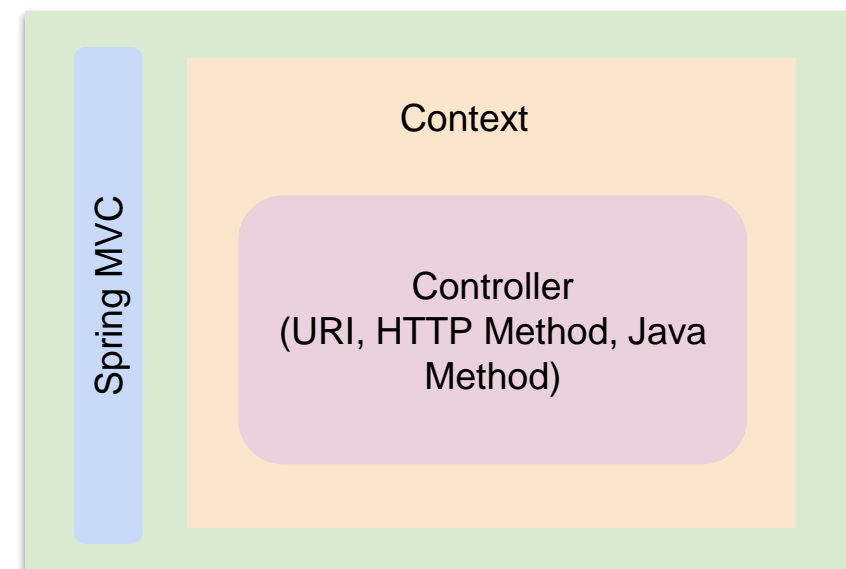 Spring MVC
Context
Controller
(URI, HTTP Method, Java
Method)